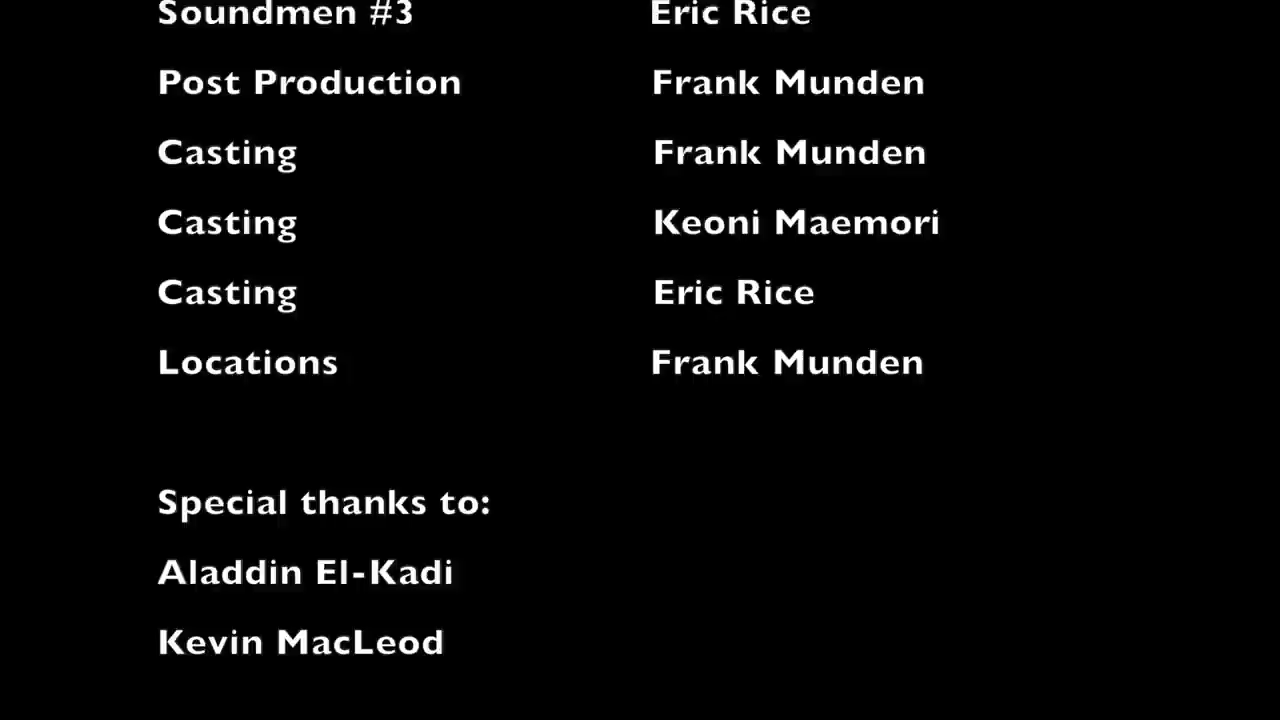 Soundmen #3 Eric Rice
Post Production Frank Munden
Casting Frank Munden
Casting Keoni Maemori
Casting Eric Rice
Locations Frank Munden
Special thanks to:
Aladdin El-Kadi
Kevin MacLeod